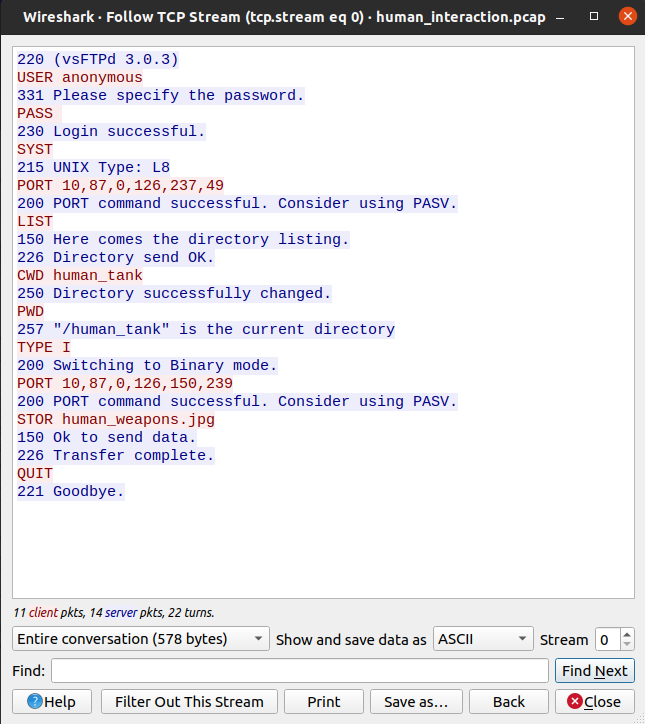 Wireshark · Follow TCP Stream (tcp.stream eq 0) · human_interaction.pcap
220 (vsFTPd 3.0.3)
USER anonymous
331 Please specify the password.
PASS
230 Login successful.
SYST
215 UNIX Type: L8
PORT 10,87,0,126,237,49
200 PORT command successful. Consider using PASV.
LIST
150 Here comes the directory listing.
226 Directory send OK.
CWD human_tank
250 Directory successfully changed.
PWD
257 "/human_tank" is the current directory
TYPE I
200 Switching to Binary mode.
PORT 10,87,0,126,150,239
200 PORT command successful. Consider using PASV.
STOR human_weapons.jpg
150 Ok to send data.
226 Transfer complete.
QUIT
221 Goodbye.
11 client pkts, 14 server pkts, 22 turns.
Entire conversation (578 bytes) Show and save data as ASCII Stream 0
Find: Find Next
Help Filter Out This Stream Print Save as… Back Close